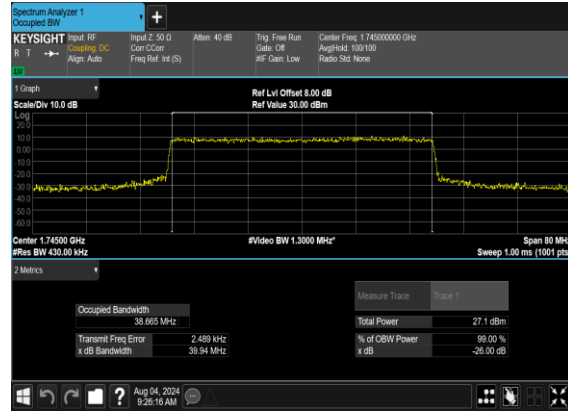 Spectrum Analyzer 1
Occupied BW
KEYSIGHT
R T
LM
Input: RF
Coupling: DC
Align: Auto
Input Z: 50 Ω
Corr CCorr
Freq Ref: Int (S)
Atten: 40 dB
Trig: Free Run
Gate: Off
#IF Gain: Low
Center Freq: 1.745000000 GHz
Avg|Hold: 100/100
Radio Std: None
1 Graph
Scale/Div 10.0 dB
Ref Lvl Offset 8.00 dB
Ref Value 30.00 dBm
Log
20.0
10.0
0.00
-10.0
-20.0
-30.0
-40.0
-50.0
-60.0
Center 1.74500 GHz
#Res BW 430.00 kHz
#Video BW 1.3000 MHz*
Span 80 MHz
Sweep 1.00 ms (1001 pts)
2 Metrics
Occupied Bandwidth
38.665 MHz
Transmit Freq Error 2.489 kHz
x dB Bandwidth 39.94 MHz
Measure Trace Trace 1
Total Power 27.1 dBm
% of OBW Power 99.00 %
x dB -26.00 dB
?
Aug 04, 2024
9:26:16 AM